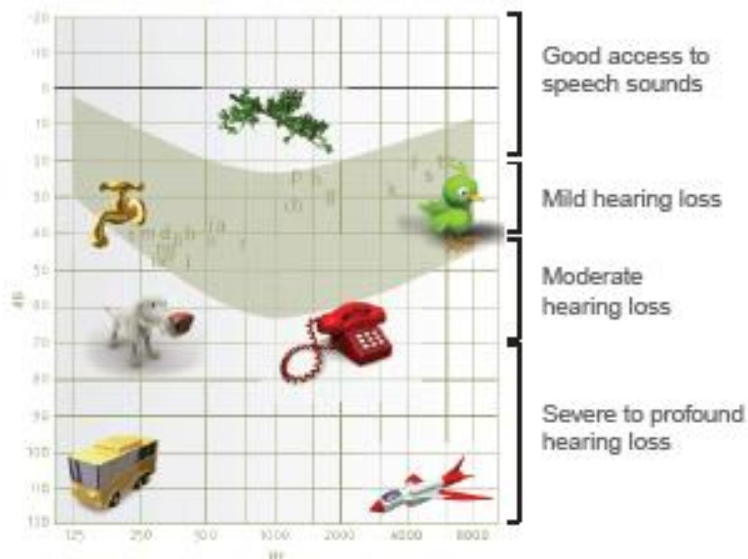 -20
-10
0
10
20
30
40
50
60
70
80
90
100
110
dB
Good access to
speech sounds
Mild hearing loss
Moderate
hearing loss
Severe to profound
hearing loss
p h
ch g
k
f s
m d b
n
r
125 250 500 1000 2000 4000 8000
Hz